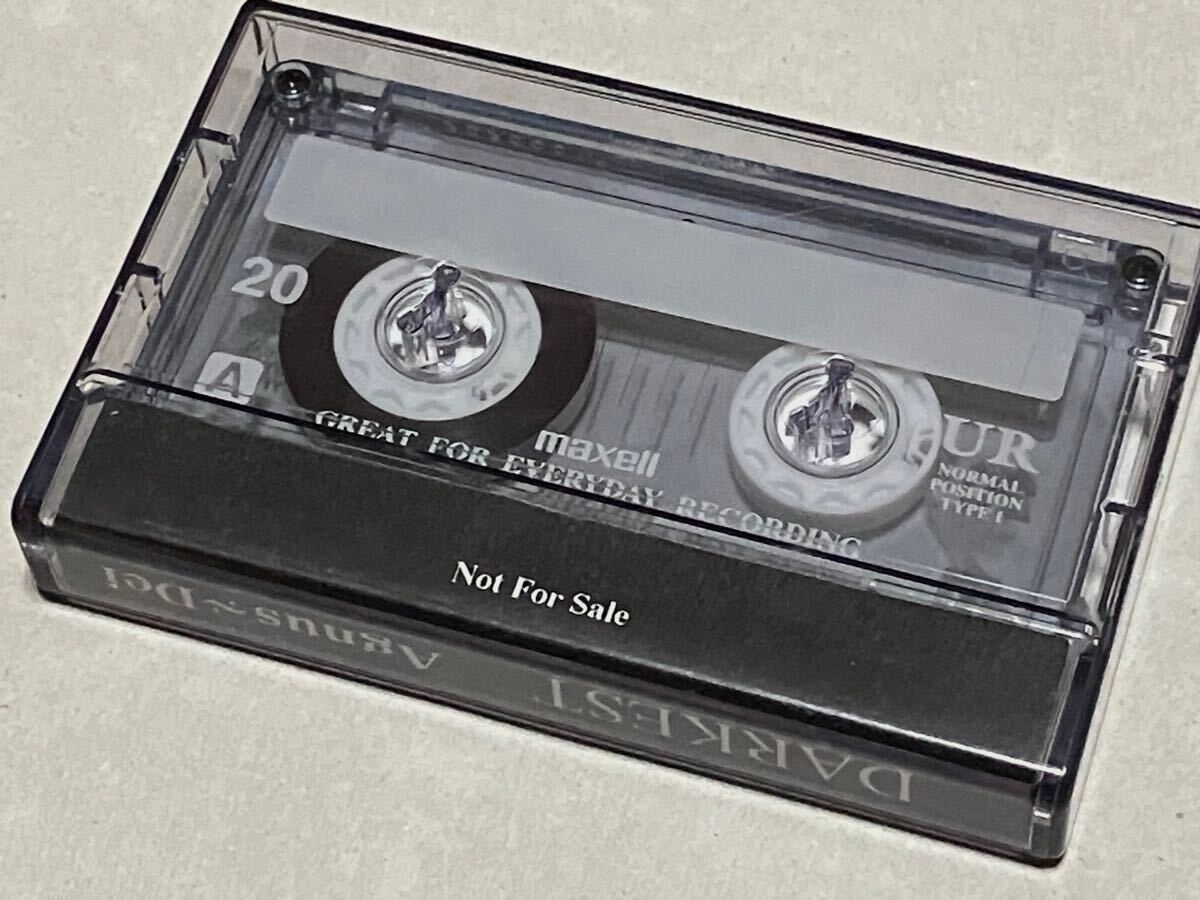 20
A
maxell
GREAT FOR EVERYDAY RECORDING
UR
NORMAL
POSITION
TYPE I
Not For Sale
DARKEST Agnus~Dei